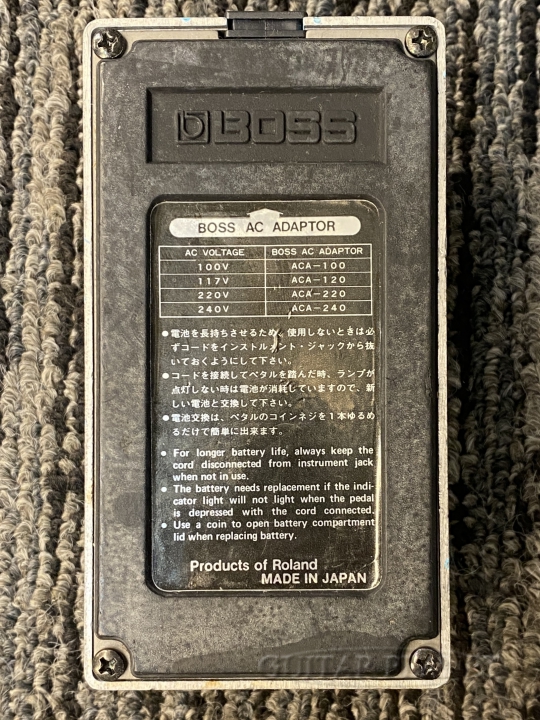 BOSS
BOSS AC ADAPTOR
AC VOLTAGE BOSS AC ADAPTOR
100V ACA-100
117V ACA-120
220V ACA-220
240V ACA-240
●電池を長持ちさせるため、使用しないときは必
ずコードをインストルメント・ジャックから抜
いておくようにして下さい。
●コードを接続してペタルを踏んだ時、ランプが
点灯しない時は電池が消耗していますので、新
しい電池と交換して下さい。
●電池交換は、ペタルのコインネジを1本ゆるめ
るだけで簡単に出来ます。
● For longer battery life, always keep the
cord disconnected from instrument jack
when not in use.
● The battery needs replacement if the indi-
cator light will not light when the pedal
is depressed with the cord connected.
● Use a coin to open battery compartment
lid when replacing battery.
Products of Roland
MADE IN JAPAN
GUITAR